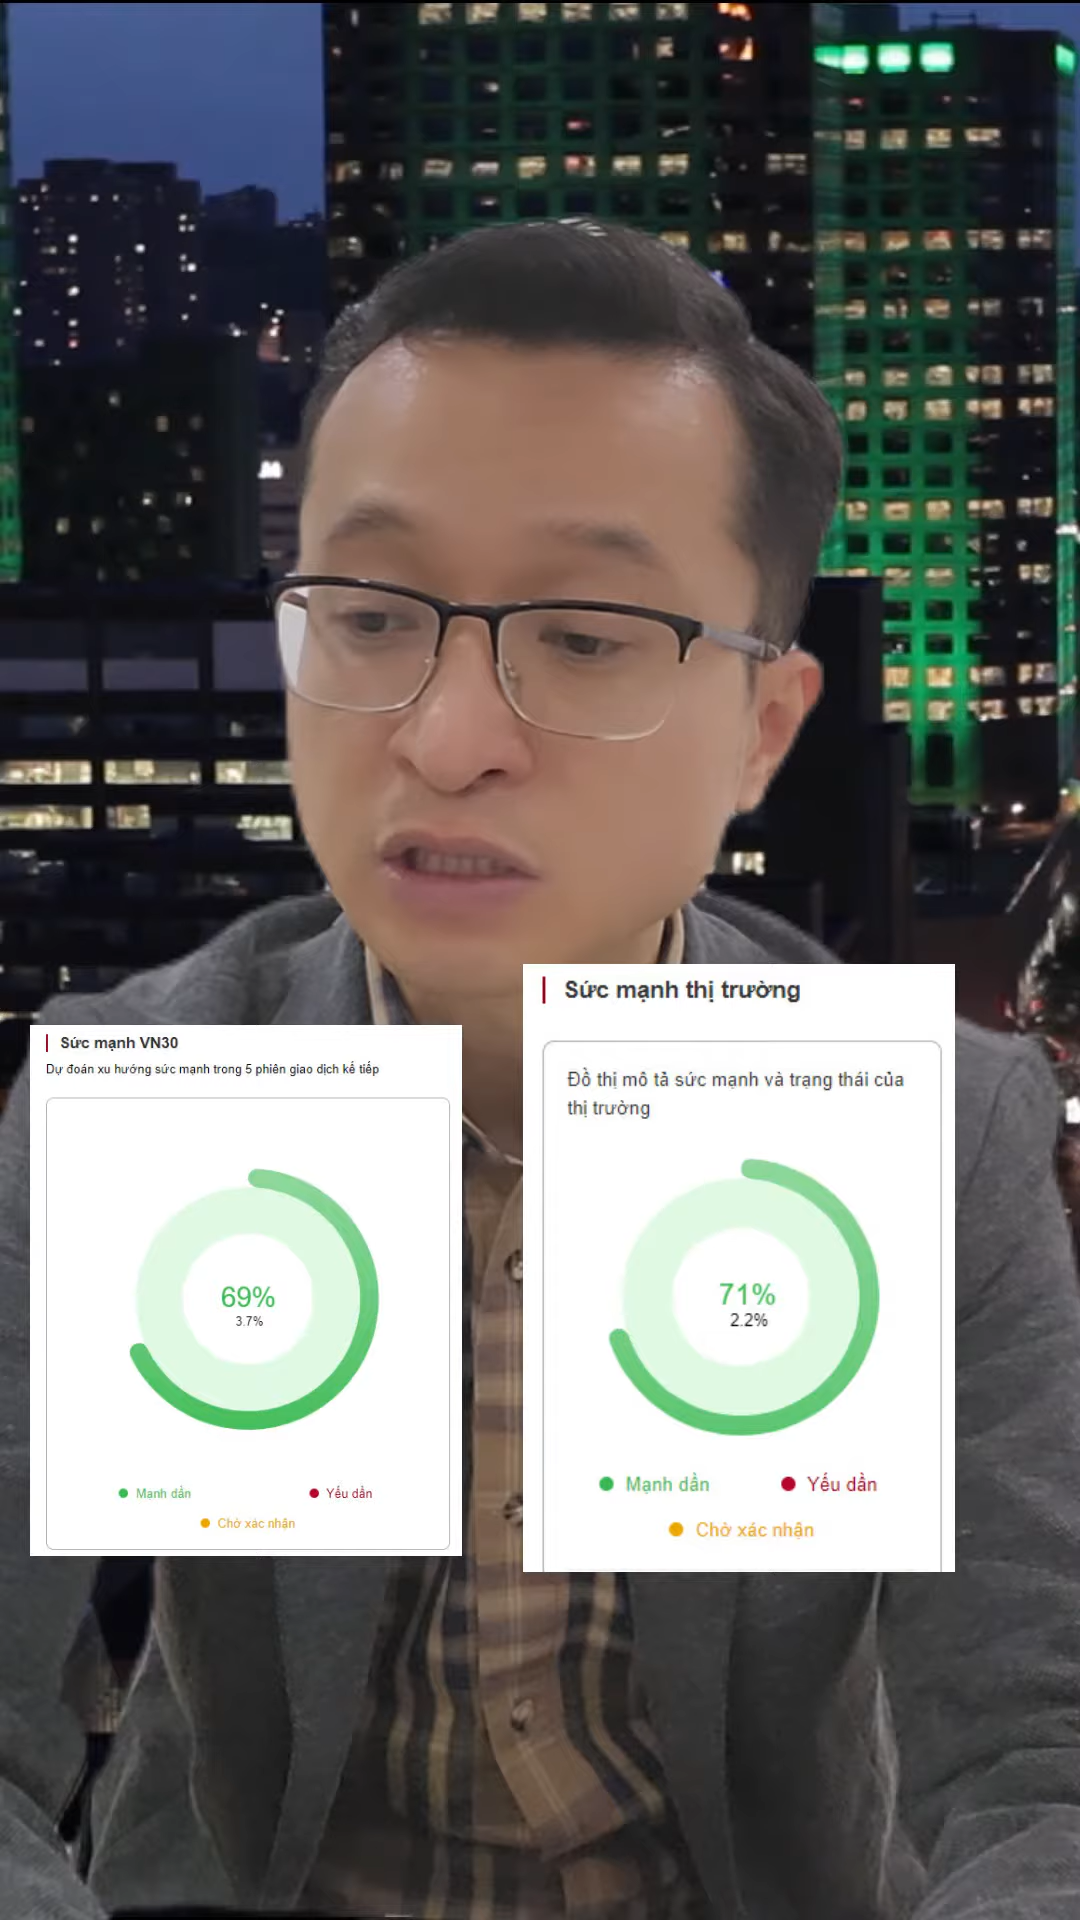 Sức mạnh VN30
Dự đoán xu hướng sức mạnh trong 5 phiên giao dịch kế tiếp
69%
3.7%
Mạnh dần
Yếu dần
Chờ xác nhận
Sức mạnh thị trường
Đồ thị mô tả sức mạnh và trạng thái của
thị trường
71%
2.2%
Mạnh dần
Yếu dần
Chờ xác nhận